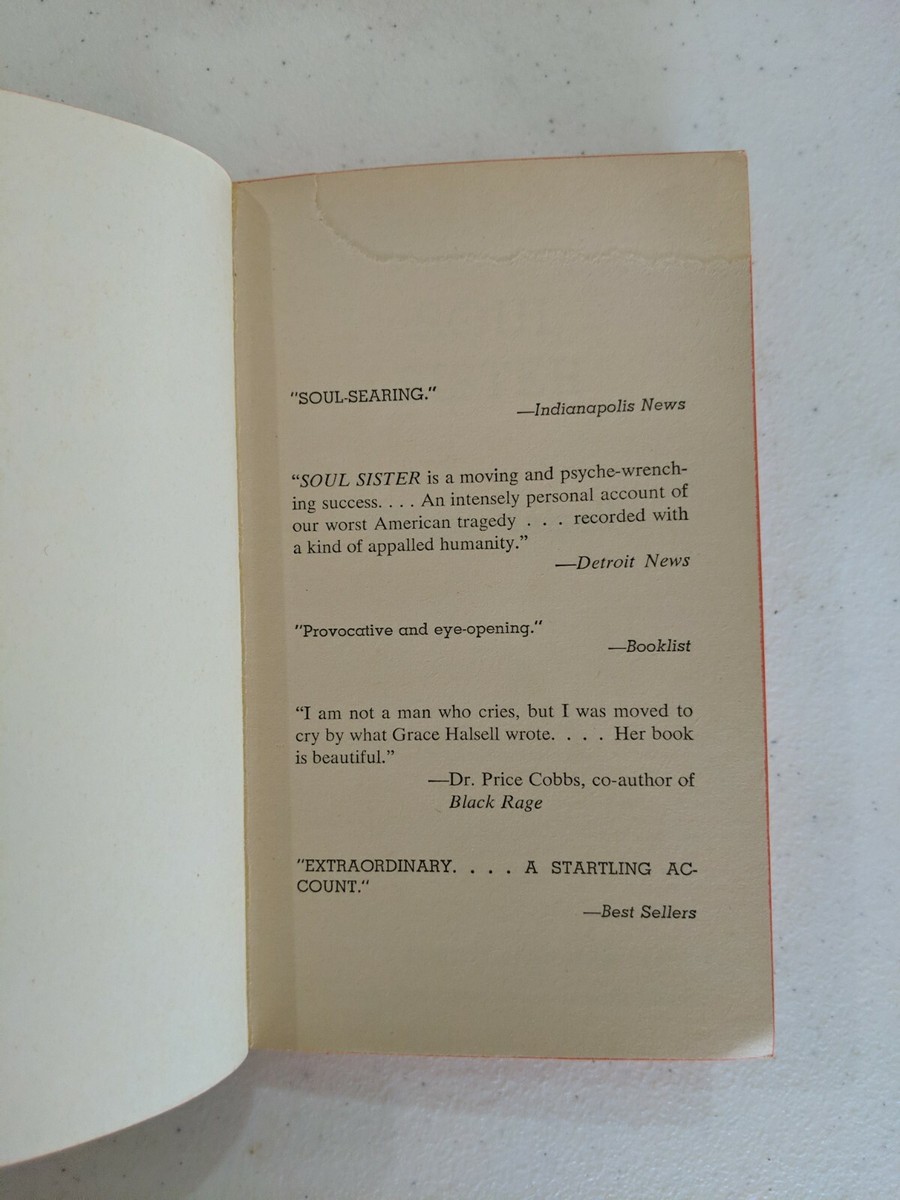 "SOUL-SEARING."
—Indianapolis News
“SOUL SISTER is a moving and psyche-wrench-
ing success. . . . An intensely personal account of
our worst American tragedy . . . recorded with
a kind of appalled humanity.”
—Detroit News
"Provocative and eye-opening."
—Booklist
“I am not a man who cries, but I was moved to
cry by what Grace Halsell wrote. . . . Her book
is beautiful.”
—Dr. Price Cobbs, co-author of
Black Rage
"EXTRAORDINARY. . . . A STARTLING AC-
COUNT."
—Best Sellers